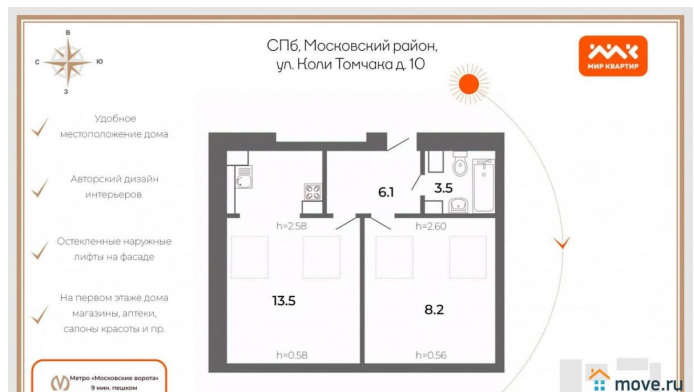 в
с
ю
з
СПб, Московский район,
ул. Коли Томчака д. 10
МИР КВАРТИР
Удобное
местоположение дома
Авторский дизайн
интерьеров
Остекленные наружные
лифты на фасаде
На первом этаже дома
магазины, аптеки,
салоны красоты и пр.
Метро «Московские ворота»
9 мин. пешком
6.1
3.5
h=2.58
h=2.60
13.5
8.2
h=0.58
h=0.56
move.ru